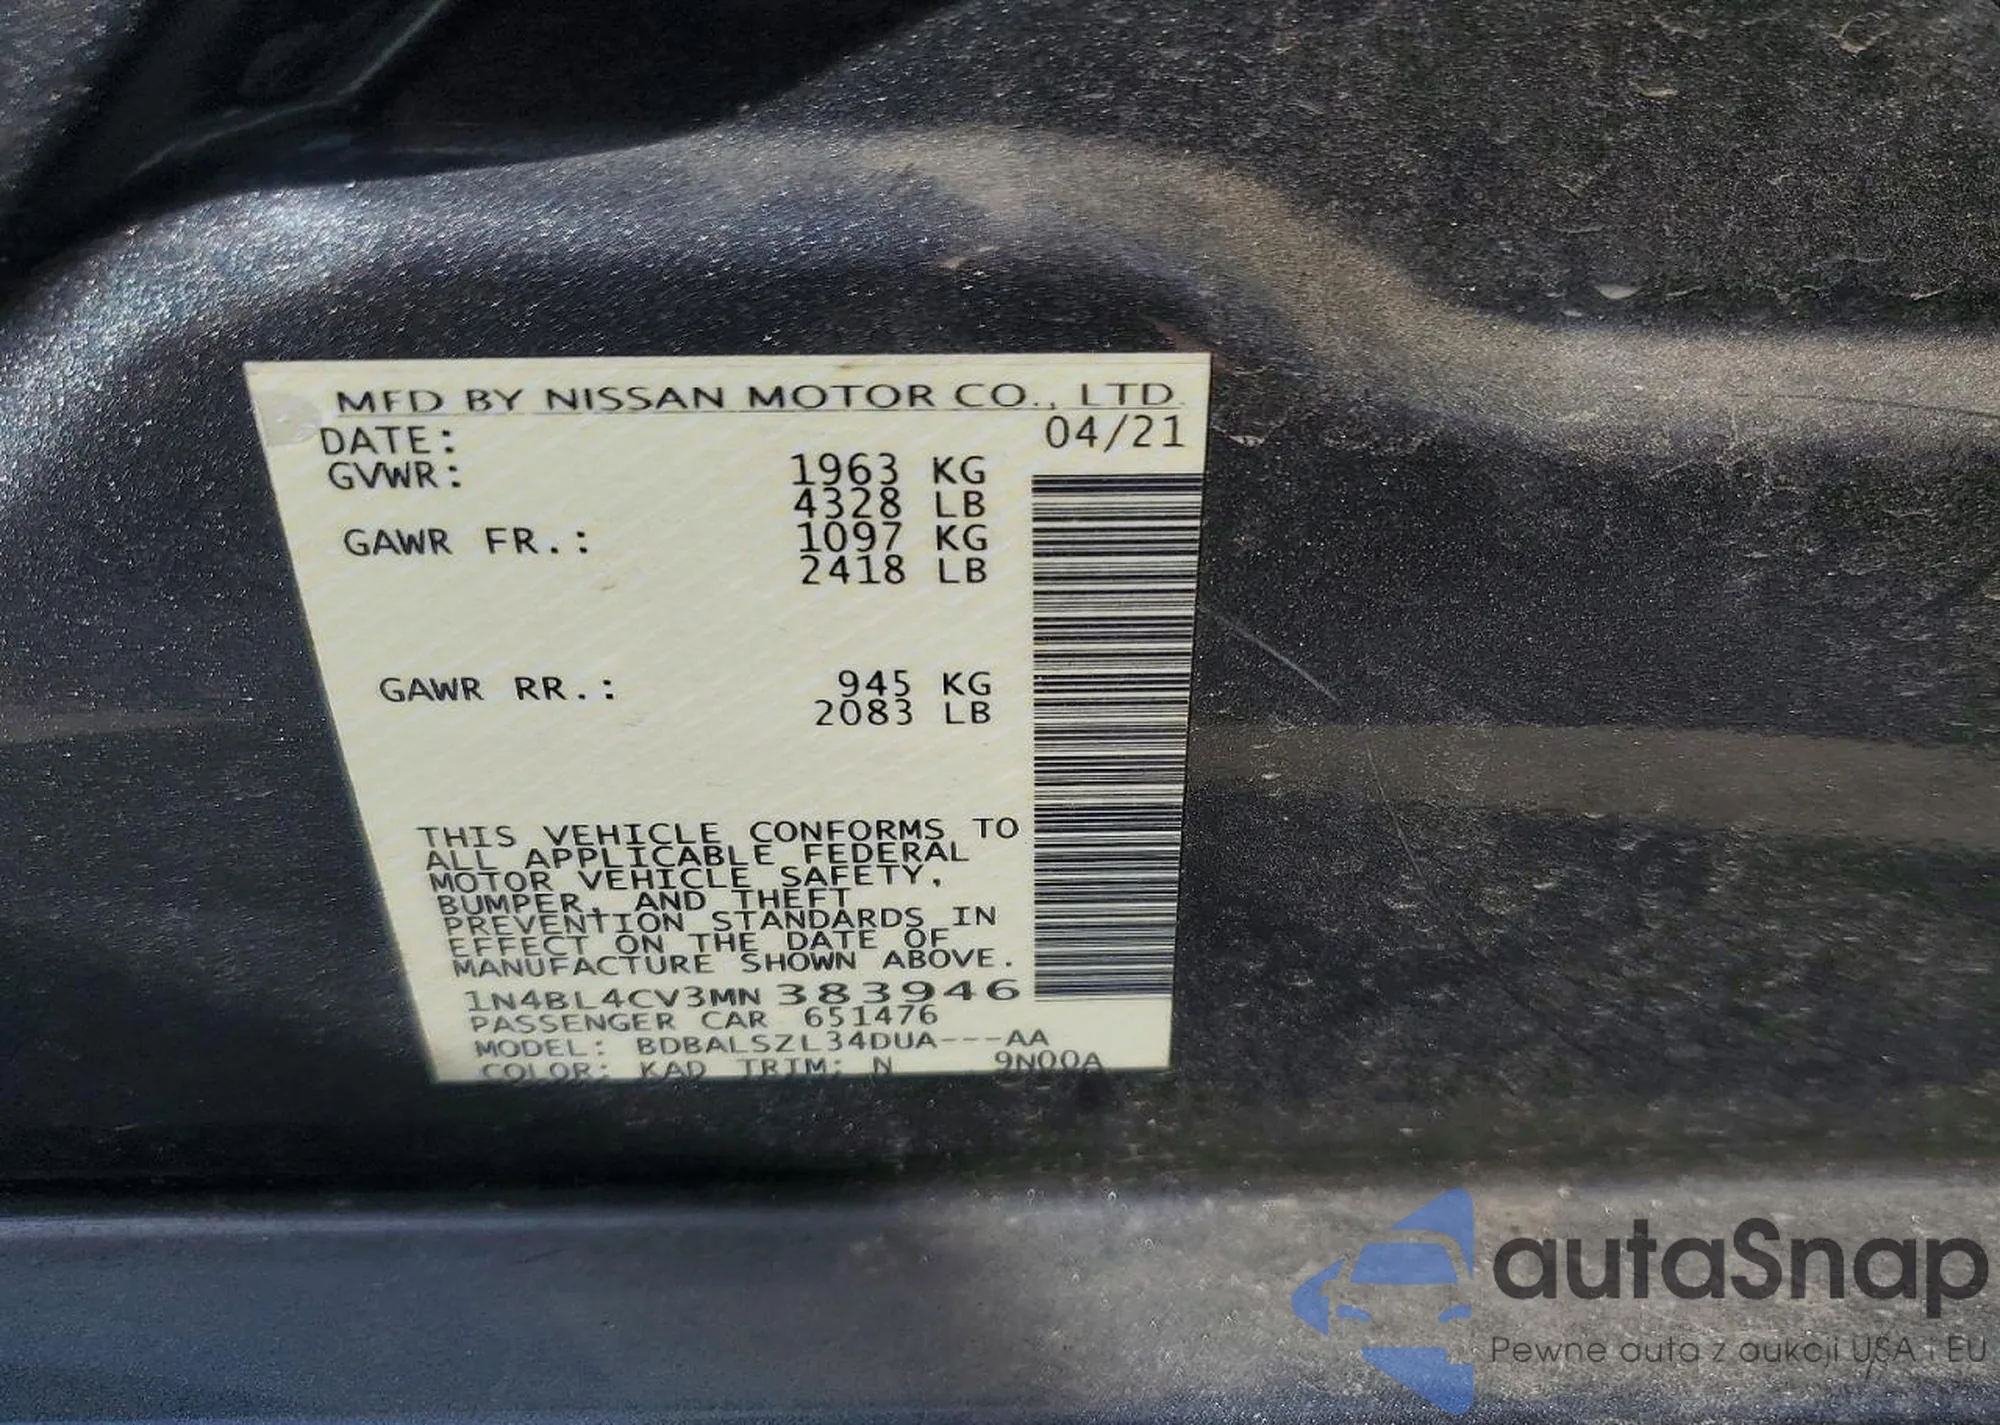 MFD BY NISSAN MOTOR CO., LTD.
DATE: 04/21
GVWR: 1963 KG
4328 LB
GAWR FR.: 1097 KG
2418 LB
GAWR RR.: 945 KG
2083 LB
THIS VEHICLE CONFORMS TO
ALL APPLICABLE FEDERAL
MOTOR VEHICLE SAFETY,
BUMPER, AND THEFT
PREVENTION STANDARDS IN
EFFECT ON THE DATE OF
MANUFACTURE SHOWN ABOVE.
1N4BL4CV3MN383946
PASSENGER CAR 651476
MODEL: BDBALSZL34DUA---AA
COLOR: KAD TRIM: N 9N00A
autaSnap
Pewne auta z aukcji USA i EU